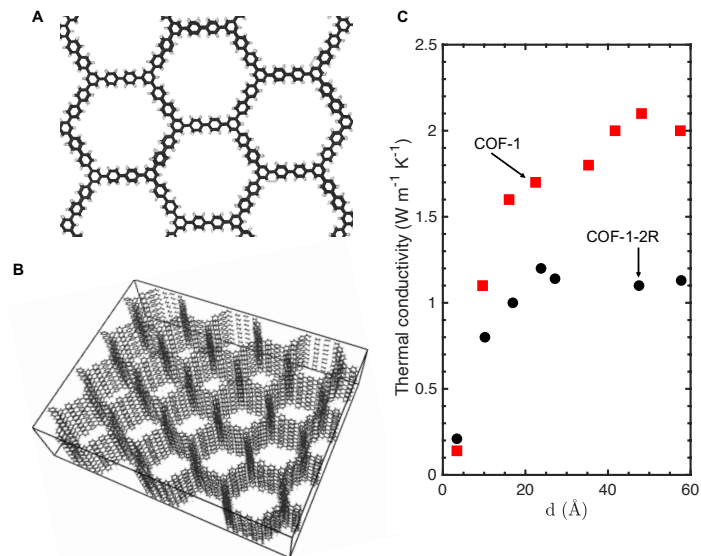 A
B
C
Thermal conductivity (W m⁻¹ K⁻¹)
2.5
2
1.5
1
0.5
0
COF-1
COF-1-2R
0
20
40
60
d (Å)